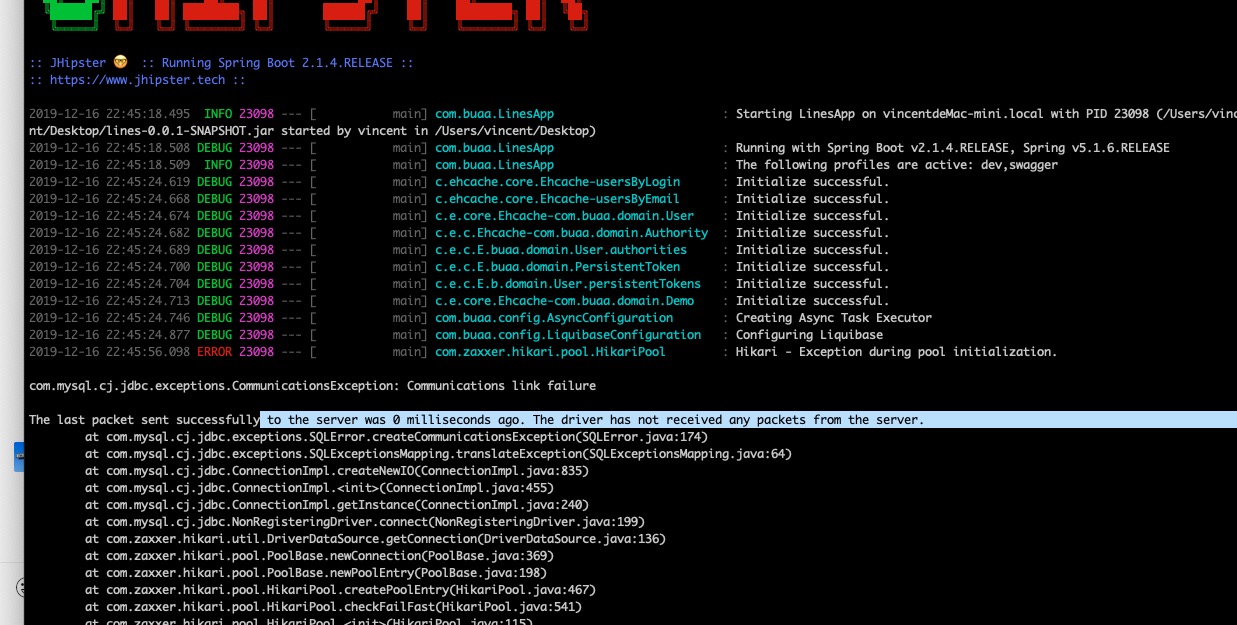 :: JHipster 🤓  :: Running Spring Boot 2.1.4.RELEASE ::
:: https://www.jhipster.tech ::
2019-12-16 22:45:18.495  INFO 23098 --- [           main] com.buaa.LinesApp                        : Starting LinesApp on vincentdeMac-mini.local with PID 23098 (/Users/vinc
nt/Desktop/lines-0.0.1-SNAPSHOT.jar started by vincent in /Users/vincent/Desktop)
2019-12-16 22:45:18.508 DEBUG 23098 --- [           main] com.buaa.LinesApp                        : Running with Spring Boot v2.1.4.RELEASE, Spring v5.1.6.RELEASE
2019-12-16 22:45:18.509  INFO 23098 --- [           main] com.buaa.LinesApp                        : The following profiles are active: dev,swagger
2019-12-16 22:45:24.619 DEBUG 23098 --- [           main] c.ehcache.core.Ehcache-usersByLogin      : Initialize successful.
2019-12-16 22:45:24.668 DEBUG 23098 --- [           main] c.ehcache.core.Ehcache-usersByEmail      : Initialize successful.
2019-12-16 22:45:24.674 DEBUG 23098 --- [           main] c.e.core.Ehcache-com.buaa.domain.User    : Initialize successful.
2019-12-16 22:45:24.682 DEBUG 23098 --- [           main] c.e.c.Ehcache-com.buaa.domain.Authority  : Initialize successful.
2019-12-16 22:45:24.689 DEBUG 23098 --- [           main] c.e.c.E.buaa.domain.User.authorities     : Initialize successful.
2019-12-16 22:45:24.700 DEBUG 23098 --- [           main] c.e.c.E.buaa.domain.PersistentToken      : Initialize successful.
2019-12-16 22:45:24.704 DEBUG 23098 --- [           main] c.e.c.E.b.domain.User.persistentTokens   : Initialize successful.
2019-12-16 22:45:24.713 DEBUG 23098 --- [           main] c.e.core.Ehcache-com.buaa.domain.Demo    : Initialize successful.
2019-12-16 22:45:24.746 DEBUG 23098 --- [           main] com.buaa.config.AsyncConfiguration       : Creating Async Task Executor
2019-12-16 22:45:24.877 DEBUG 23098 --- [           main] com.buaa.config.LiquibaseConfiguration   : Configuring Liquibase
2019-12-16 22:45:56.098 ERROR 23098 --- [           main] com.zaxxer.hikari.pool.HikariPool        : Hikari - Exception during pool initialization.
com.mysql.cj.jdbc.exceptions.CommunicationsException: Communications link failure
The last packet sent successfully to the server was 0 milliseconds ago. The driver has not received any packets from the server.
at com.mysql.cj.jdbc.exceptions.SQLError.createCommunicationsException(SQLError.java:174)
at com.mysql.cj.jdbc.exceptions.SQLExceptionsMapping.translateException(SQLExceptionsMapping.java:64)
at com.mysql.cj.jdbc.ConnectionImpl.createNewIO(ConnectionImpl.java:835)
at com.mysql.cj.jdbc.ConnectionImpl.<init>(ConnectionImpl.java:455)
at com.mysql.cj.jdbc.ConnectionImpl.getInstance(ConnectionImpl.java:240)
at com.mysql.cj.jdbc.NonRegisteringDriver.connect(NonRegisteringDriver.java:199)
at com.zaxxer.hikari.util.DriverDataSource.getConnection(DriverDataSource.java:136)
at com.zaxxer.hikari.pool.PoolBase.newConnection(PoolBase.java:369)
at com.zaxxer.hikari.pool.PoolBase.newPoolEntry(PoolBase.java:198)
at com.zaxxer.hikari.pool.HikariPool.createPoolEntry(HikariPool.java:467)
at com.zaxxer.hikari.pool.HikariPool.checkFailFast(HikariPool.java:541)
at com.zaxxer.hikari.pool.HikariPool.<init>(HikariPool.java:115)